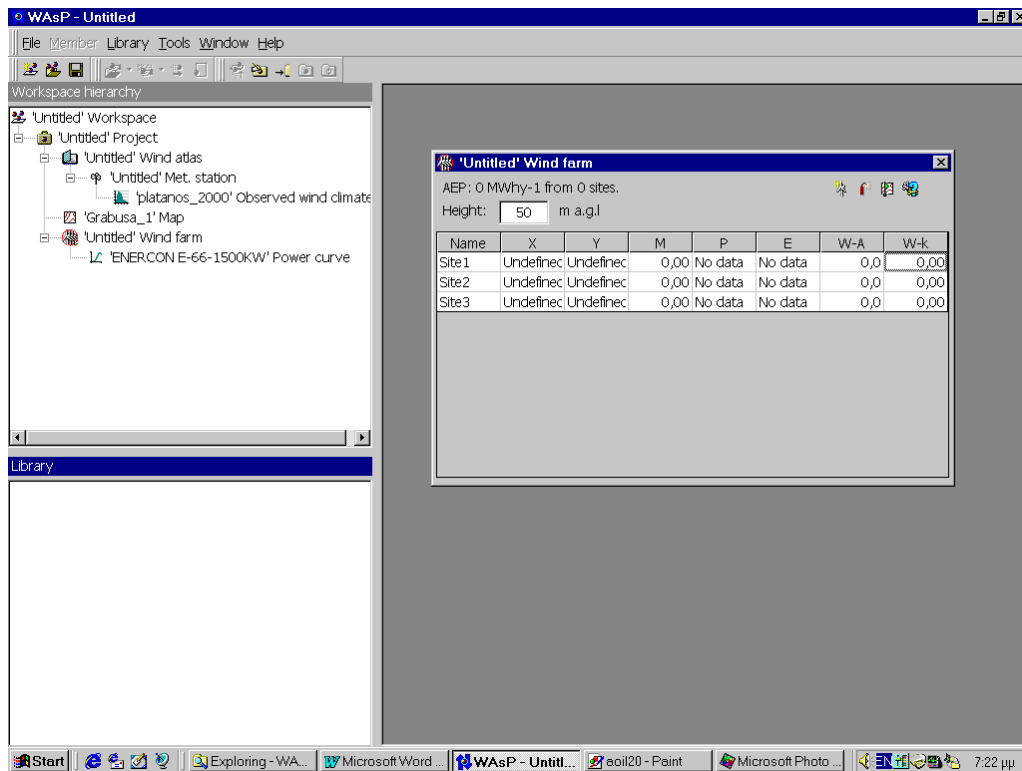 WAsP - Untitled
File Member Library Tools Window Help
Workspace hierarchy
'Untitled' Workspace
'Untitled' Project
'Untitled' Wind atlas
'Untitled' Met. station
'platanos_2000' Observed wind climate
'Grabusa_1' Map
'Untitled' Wind farm
'ENERCON E-66-1500KW' Power curve
Library
'Untitled' Wind farm
AEP: 0 MWhy-1 from 0 sites.
Height: 50 m a.g.l
Name X Y M P E W-A W-k
Site1 Undefinec Undefinec 0,00 No data No data 0,0 0,00
Site2 Undefinec Undefinec 0,00 No data No data 0,0 0,00
Site3 Undefinec Undefinec 0,00 No data No data 0,0 0,00
Start Exploring - WA... Microsoft Word ... WAsP - Untitl... aoil20 - Paint Microsoft Photo ... EN 7:22 μμ